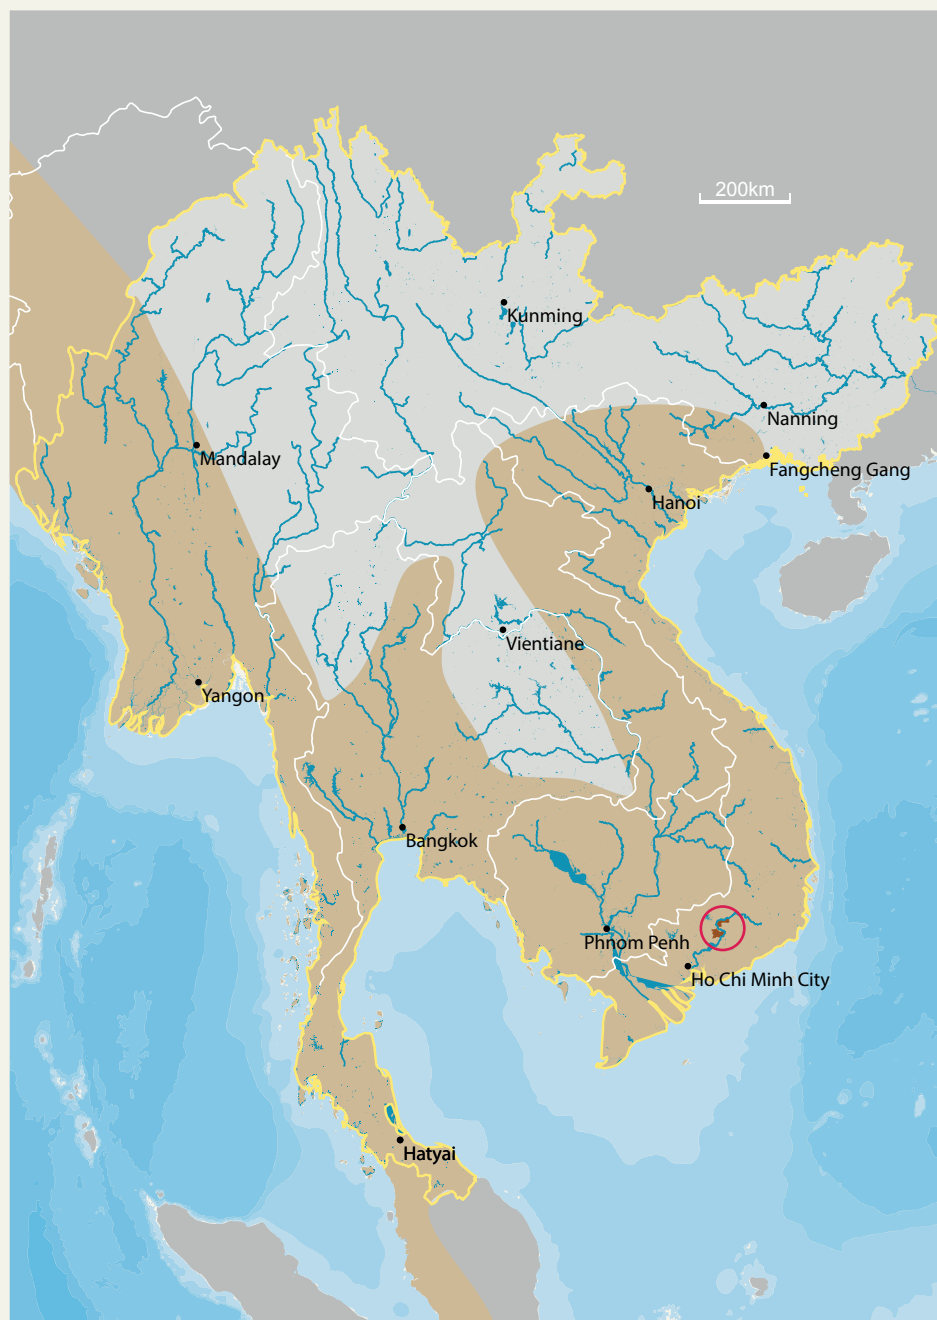 200km
Kunming
Nanning
Mandalay
Fangcheng Gang
Hanoi
Vientiane
Yangon
Bangkok
Phnom Penh
Ho Chi Minh City
Hatyai